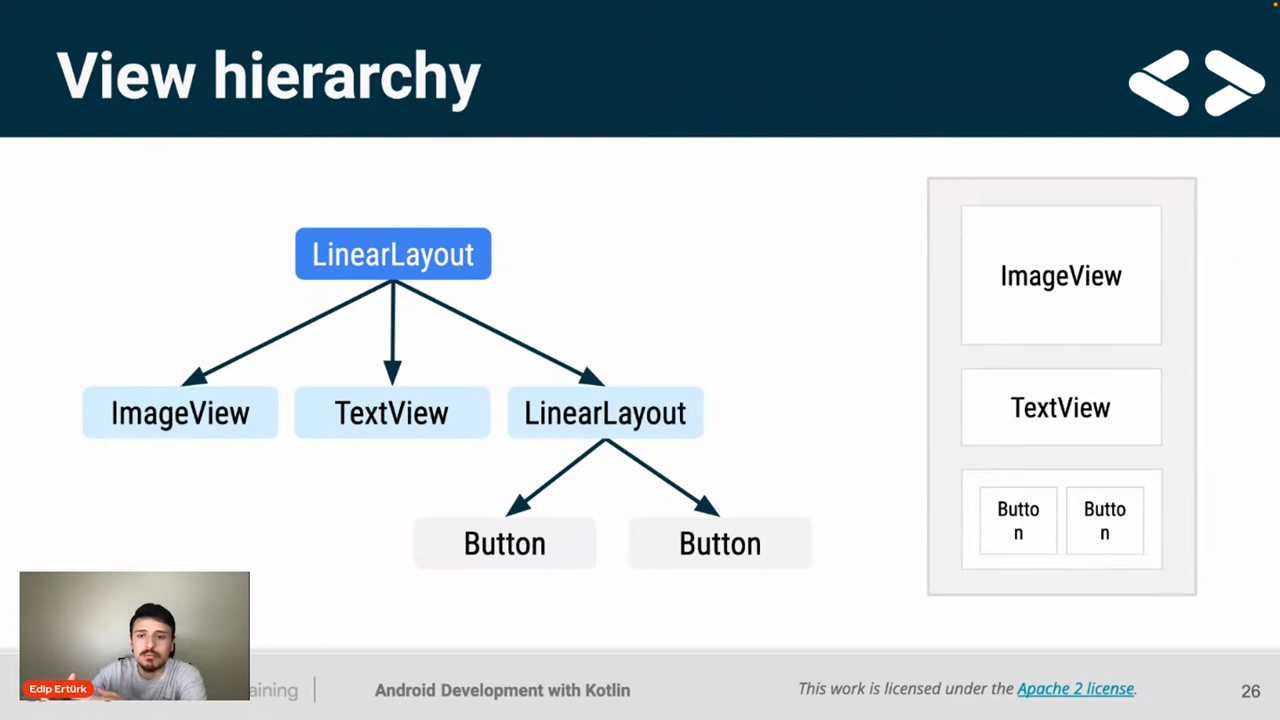 View hierarchy
LinearLayout
ImageView
TextView
LinearLayout
Button
Button
ImageView
TextView
Butto
n
Butto
n
Edip Ertürk
aining
Android Development with Kotlin
This work is licensed under the Apache 2 license.
26